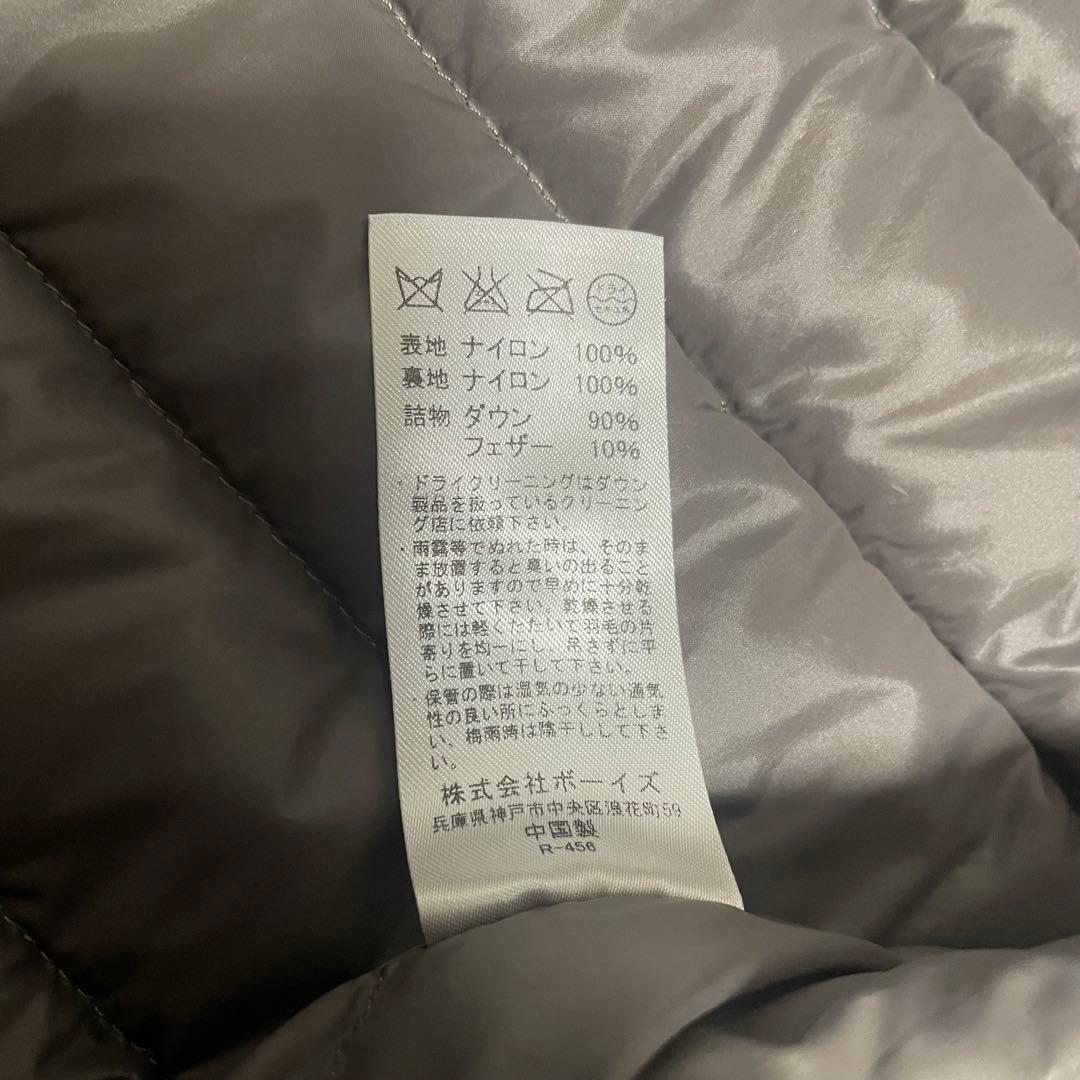 表地 ナイロン 100%
裏地 ナイロン 100%
詰物 ダウン 90%
フェザー 10%
・ドライクリーニングはダウン
製品を扱っているクリーニン
グ店に依頼下さい。
・雨露等でぬれた時は、そのま
ま放置すると臭いの出ること
がありますので早めに十分乾
燥させて下さい。乾燥させる
際には軽くたたいて羽毛の片
寄りを均一にし、吊さずに平
らに置いて干して下さい。
・保管の際は湿気の少ない通気
性の良い所にふっくらとしま
い、梅雨時は陰干しして下さ
い。
株式会社ボーイズ
兵庫県神戸市中央区浪花町59
中国製
R-456